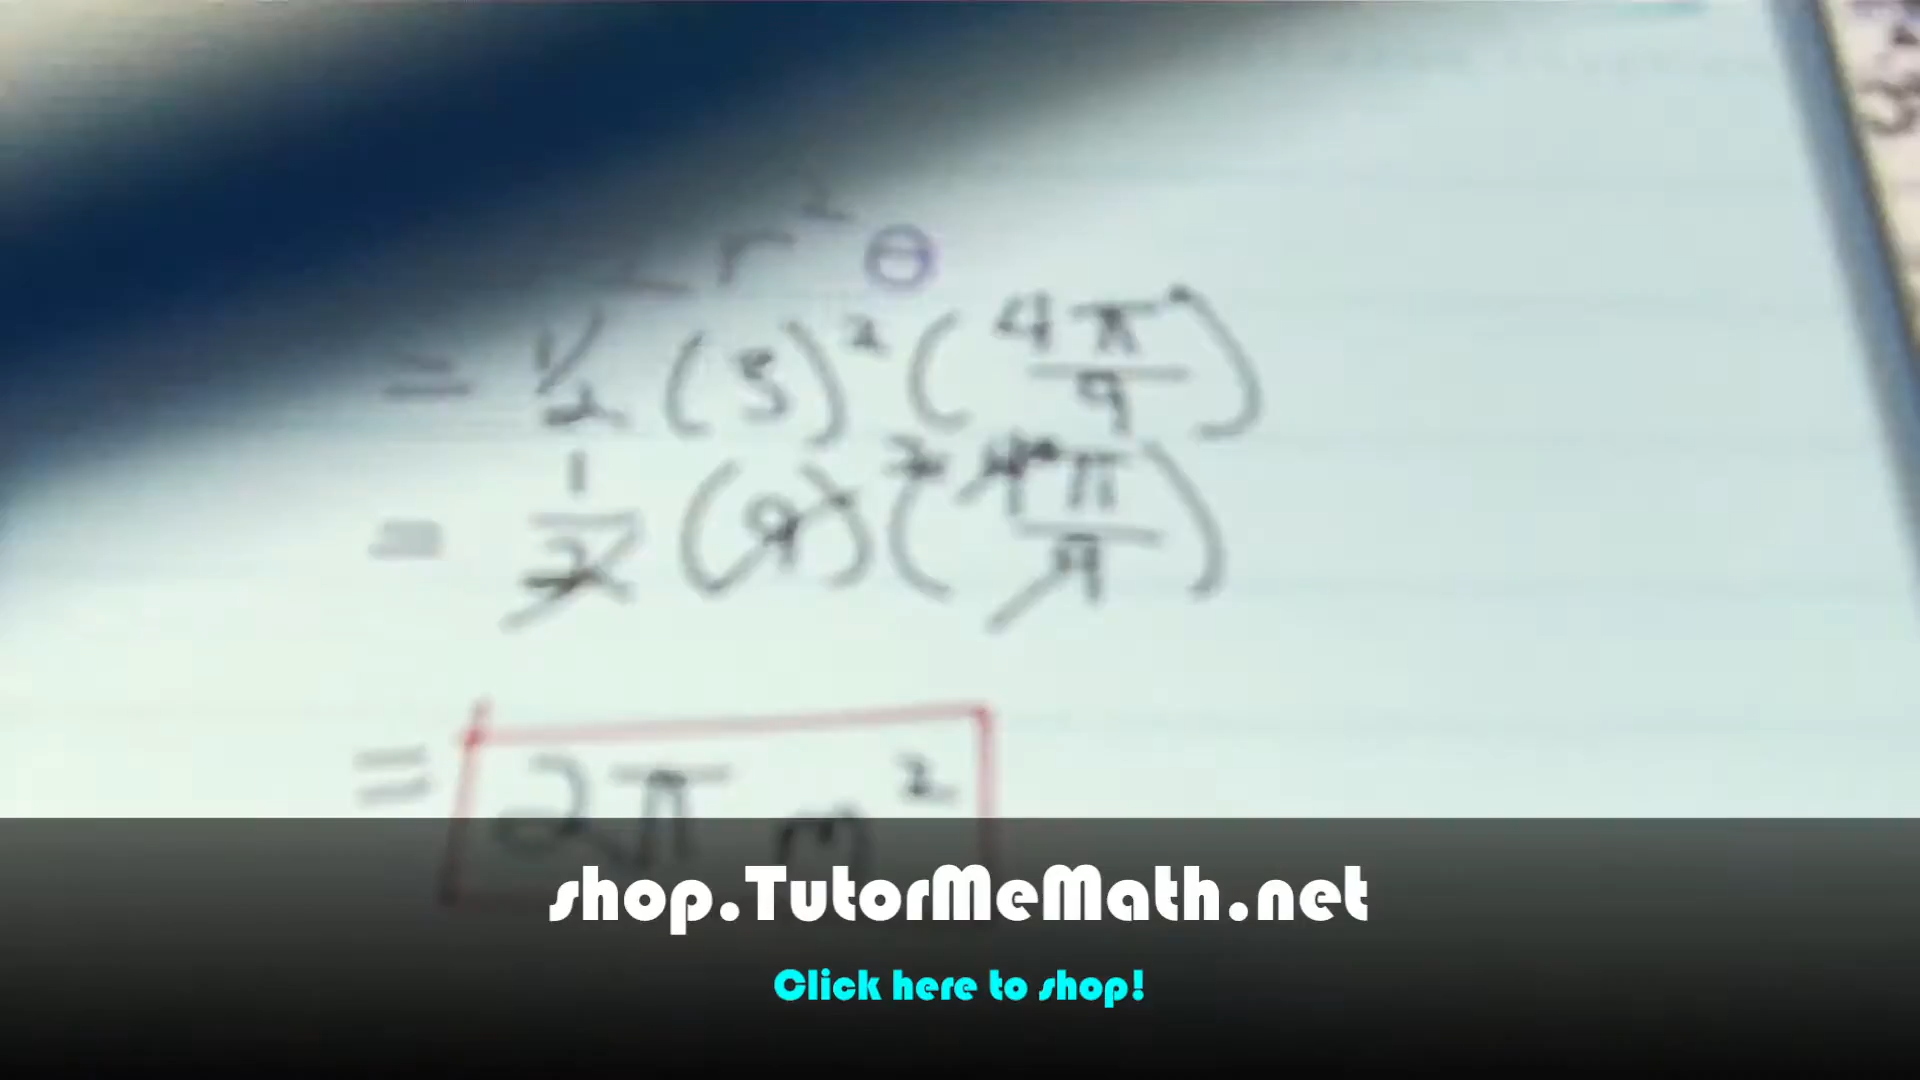 r²θ
= 1/2 (3)² (4π/9)
= 1/2 (9) (4π/9)
= 2π m²
shop.TutorMeMath.net
Click here to shop!